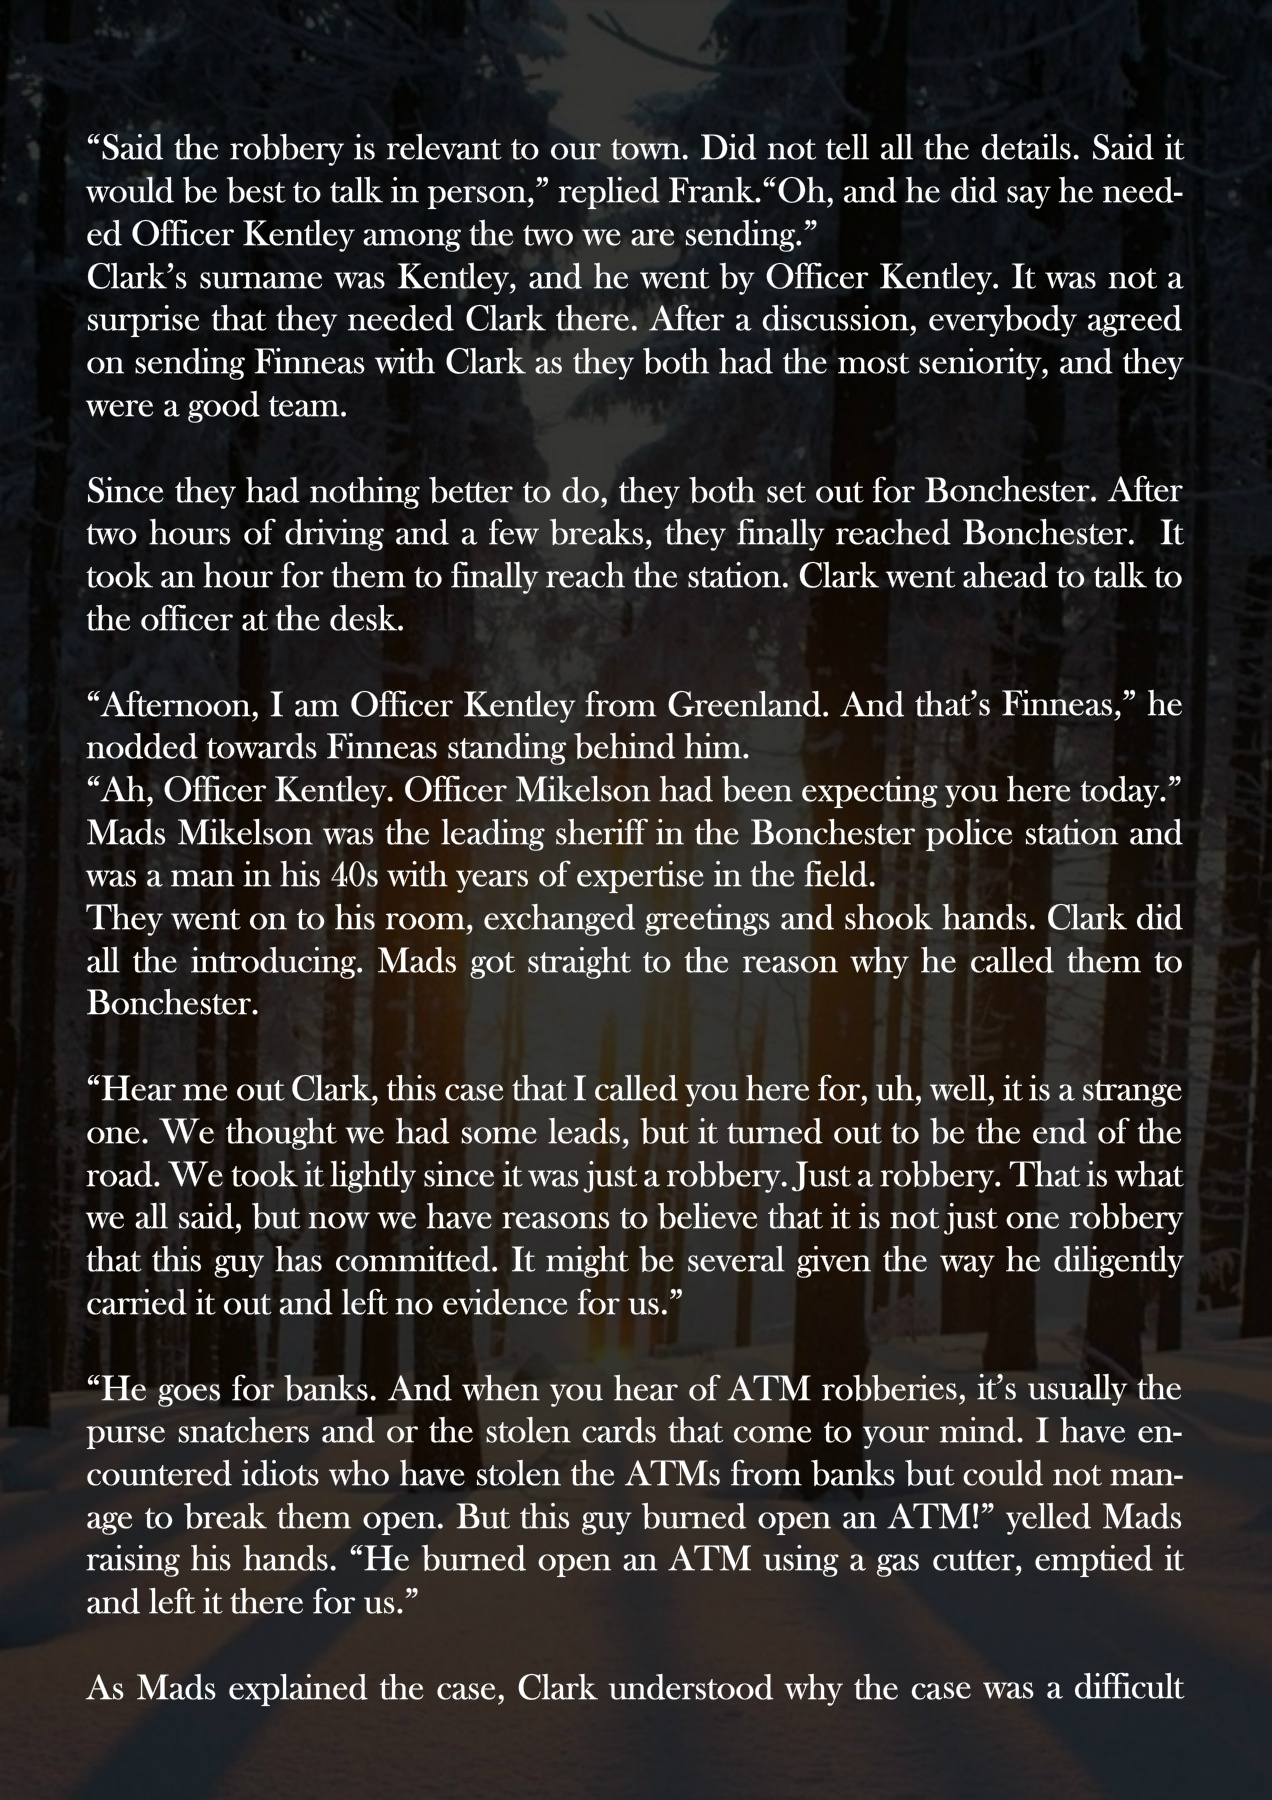 “Said the robbery is relevant to our town. Did not tell all the details. Said it
would be best to talk in person,” replied Frank.“Oh, and he did say he need-
ed Officer Kentley among the two we are sending.”
Clark’s surname was Kentley, and he went by Officer Kentley. It was not a
surprise that they needed Clark there. After a discussion, everybody agreed
on sending Finneas with Clark as they both had the most seniority, and they
were a good team.
Since they had nothing better to do, they both set out for Bonchester. After
two hours of driving and a few breaks, they finally reached Bonchester. It
took an hour for them to finally reach the station. Clark went ahead to talk to
the officer at the desk.
“Afternoon, I am Officer Kentley from Greenland. And that’s Finneas,” he
nodded towards Finneas standing behind him.
“Ah, Officer Kentley. Officer Mikelson had been expecting you here today.”
Mads Mikelson was the leading sheriff in the Bonchester police station and
was a man in his 40s with years of expertise in the field.
They went on to his room, exchanged greetings and shook hands. Clark did
all the introducing. Mads got straight to the reason why he called them to
Bonchester.
“Hear me out Clark, this case that I called you here for, uh, well, it is a strange
one. We thought we had some leads, but it turned out to be the end of the
road. We took it lightly since it was just a robbery. Just a robbery. That is what
we all said, but now we have reasons to believe that it is not just one robbery
that this guy has committed. It might be several given the way he diligently
carried it out and left no evidence for us.”
“He goes for banks. And when you hear of ATM robberies, it’s usually the
purse snatchers and or the stolen cards that come to your mind. I have en-
countered idiots who have stolen the ATMs from banks but could not man-
age to break them open. But this guy burned open an ATM!” yelled Mads
raising his hands. “He burned open an ATM using a gas cutter, emptied it
and left it there for us.”
As Mads explained the case, Clark understood why the case was a difficult